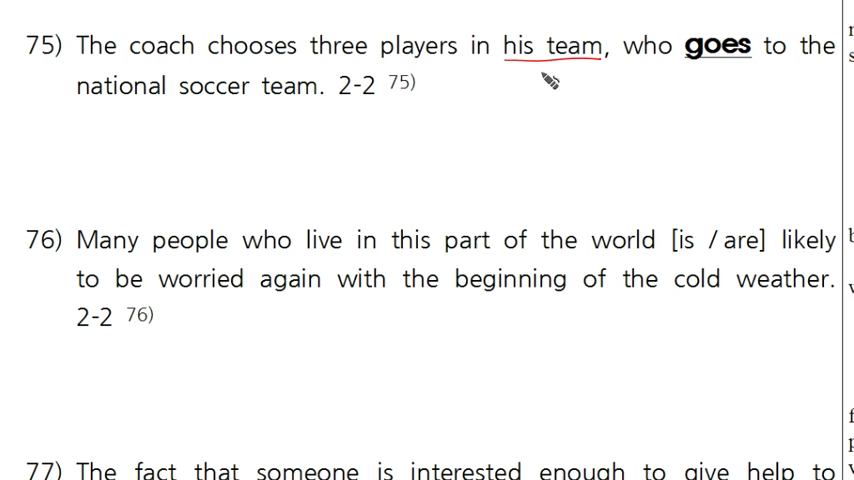 75) The coach chooses three players in his team, who goes to the
national soccer team. 2-2 75)
76) Many people who live in this part of the world [is / are] likely
to be worried again with the beginning of the cold weather.
2-2 76)
77) The fact that someone is interested enough to give help to